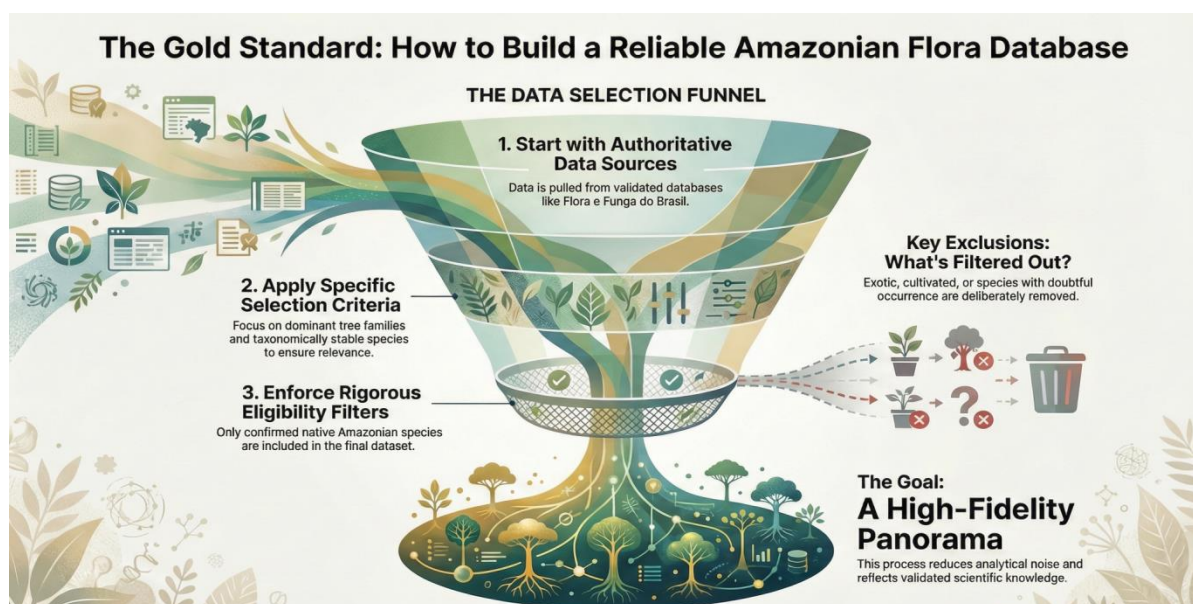 The Gold Standard: How to Build a Reliable Amazonian Flora Database
THE DATA SELECTION FUNNEL
1. Start with Authoritative
Data Sources
Data is pulled from validated databases
like Flora e Funga do Brasil.
2. Apply Specific
Selection Criteria
Focus on dominant tree families
and taxonomically stable species
to ensure relevance.
3. Enforce Rigorous
Eligibility Filters
Only confirmed native Amazonian species
are included in the final dataset.
Key Exclusions:
What's Filtered Out?
Exotic, cultivated, or species with doubtful
occurrence are deliberately removed.
?
The Goal:
A High-Fidelity
Panorama
This process reduces analytical noise and
reflects validated scientific knowledge.